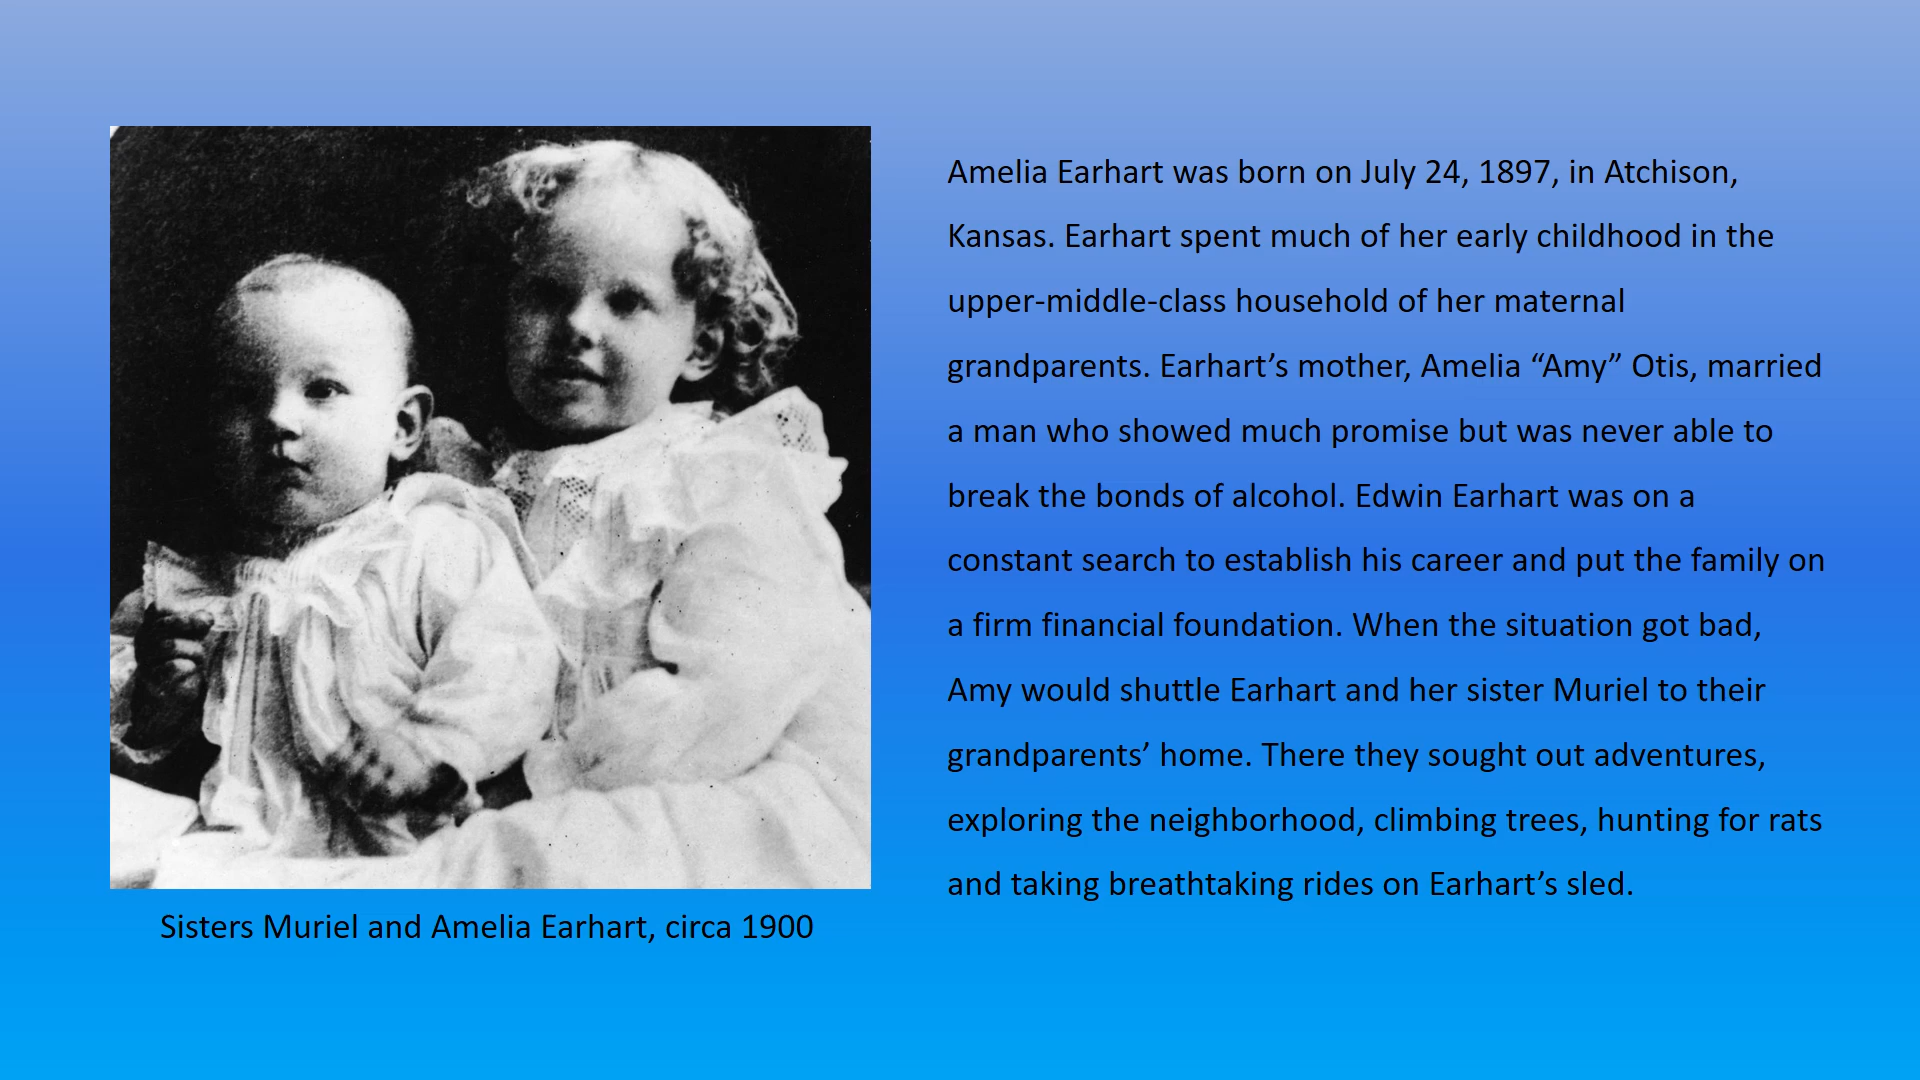 Amelia Earhart was born on July 24, 1897, in Atchison,
Kansas. Earhart spent much of her early childhood in the
upper-middle-class household of her maternal
grandparents. Earhart’s mother, Amelia “Amy” Otis, married
a man who showed much promise but was never able to
break the bonds of alcohol. Edwin Earhart was on a
constant search to establish his career and put the family on
a firm financial foundation. When the situation got bad,
Amy would shuttle Earhart and her sister Muriel to their
grandparents’ home. There they sought out adventures,
exploring the neighborhood, climbing trees, hunting for rats
and taking breathtaking rides on Earhart’s sled.
Sisters Muriel and Amelia Earhart, circa 1900